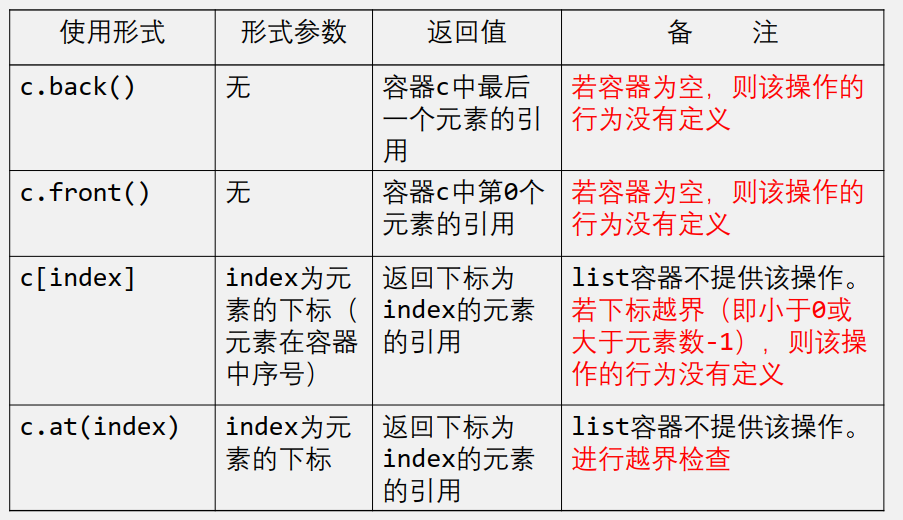 使用形式 形式参数 返回值 备 注
c.back() 无 容器c中最后
一个元素的引
用 若容器为空，则该操作的
行为没有定义
c.front() 无 容器c中第0个
元素的引用 若容器为空，则该操作的
行为没有定义
c[index] index为元
素的下标（
元素在容器
中序号） 返回下标为
index的元素
的引用 list容器不提供该操作。
若下标越界（即小于0或
大于元素数-1），则该操
作的行为没有定义
c.at(index) index为元
素的下标 返回下标为
index的元素
的引用 list容器不提供该操作。
进行越界检查